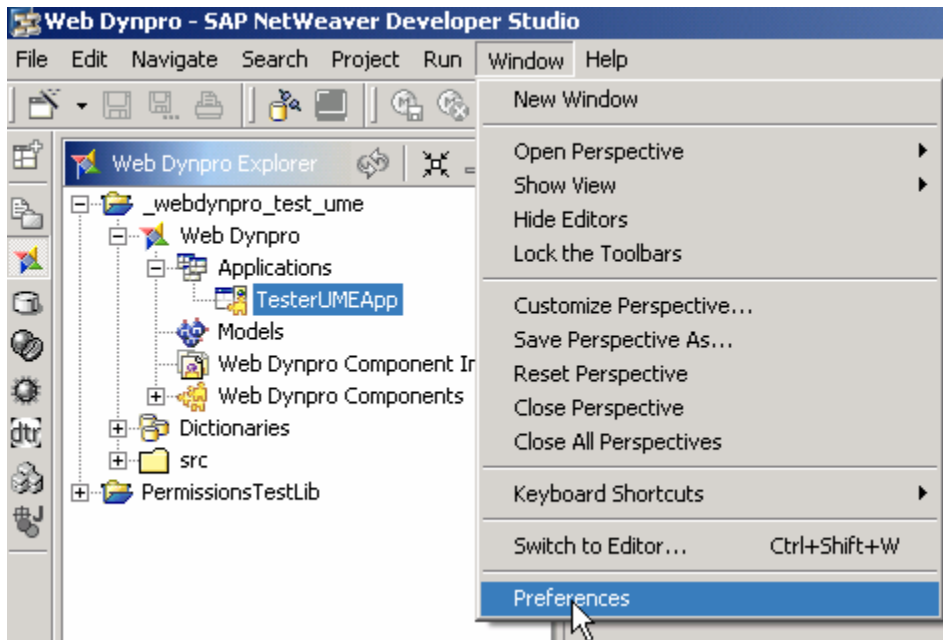 Web Dynpro - SAP NetWeaver Developer Studio
File Edit Navigate Search Project Run Window Help
New Window
Open Perspective
Show View
Hide Editors
Lock the Toolbars
Customize Perspective...
Save Perspective As...
Reset Perspective
Close Perspective
Close All Perspectives
Keyboard Shortcuts
Switch to Editor... Ctrl+Shift+W
Preferences
Web Dynpro Explorer
_webdynpro_test_ume
Web Dynpro
Applications
TesterUMEApp
Models
Web Dynpro Component
Web Dynpro Components
Dictionaries
src
PermissionsTestLib
dtr